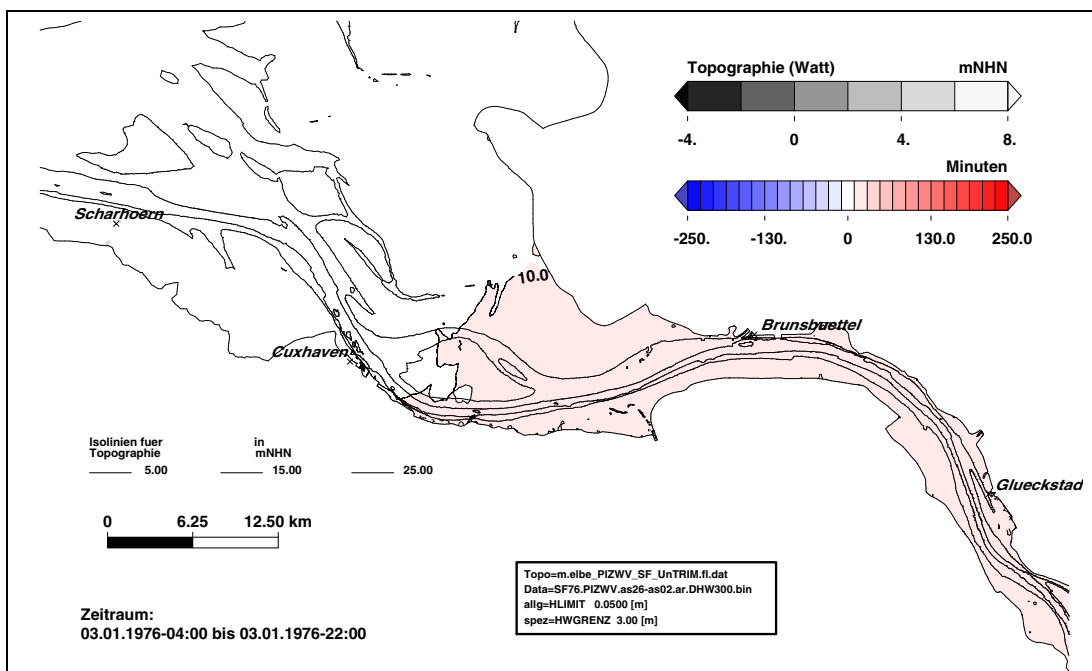 Topographie (Watt) mNHN
-4. 0 4. 8.
Minuten
-250. -130. 0 130.0 250.0
Scharhoern
10.0
Brunsbuettel
Cuxhaven
Glueckstad
Isolinien fuer in
Topographie mNHN
5.00 15.00 25.00
0 6.25 12.50 km
Topo=m.elbe_PIZWV_SF_UnTRIM.fl.dat
Data=SF76.PIZWV.as26-as02.ar.DHW300.bin
allg=HLIMIT 0.0500 [m]
spez=HWGRENZ 3.00 [m]
Zeitraum:
03.01.1976-04:00 bis 03.01.1976-22:00